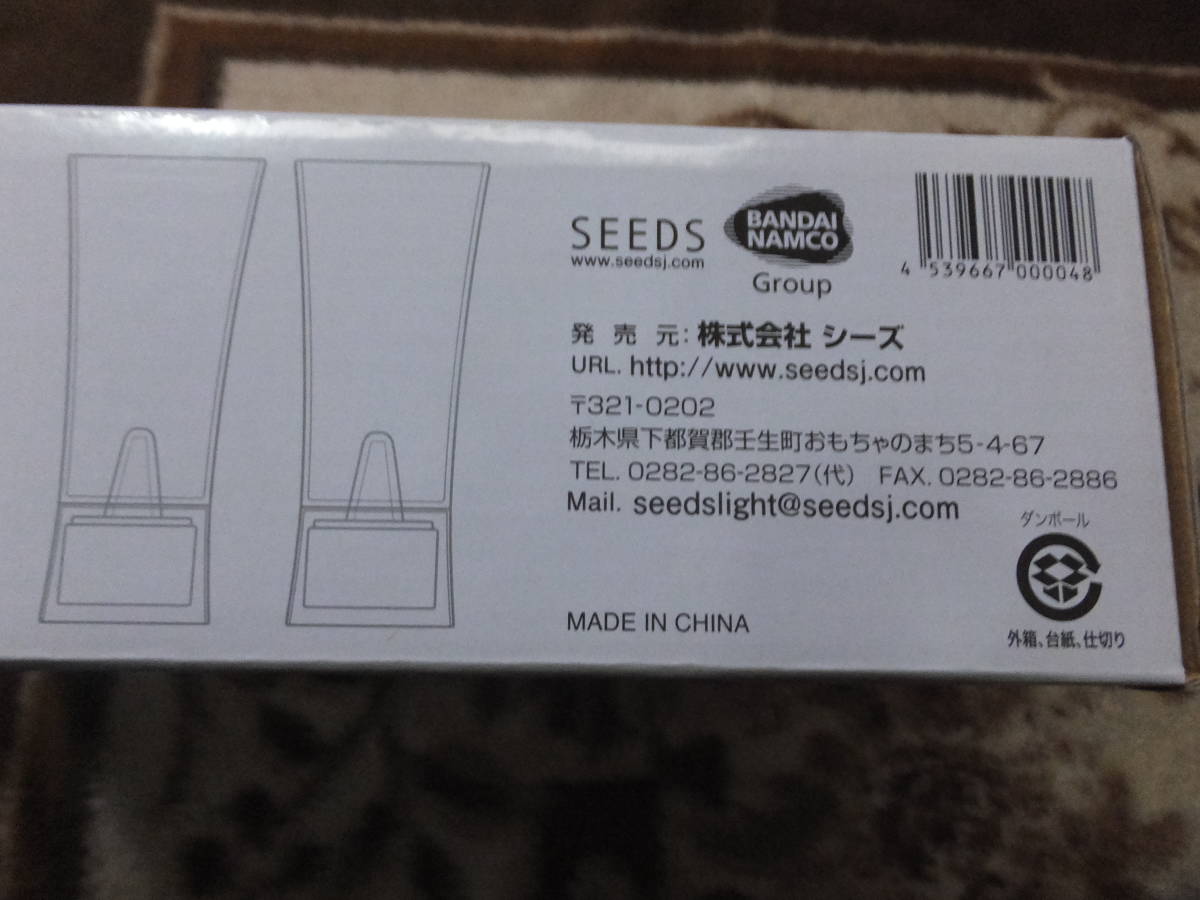 SEEDS
www.seedsj.com
BANDAI
NAMCO
Group
4 539667 000048
発売元: 株式会社 シーズ
URL. http://www.seedsj.com
〒321-0202
栃木県下都賀郡壬生町おもちゃのまち5-4-67
TEL. 0282-86-2827(代) FAX. 0282-86-2886
Mail. seedslight@seedsj.com
MADE IN CHINA
ダンボール
外箱、台紙、仕切り